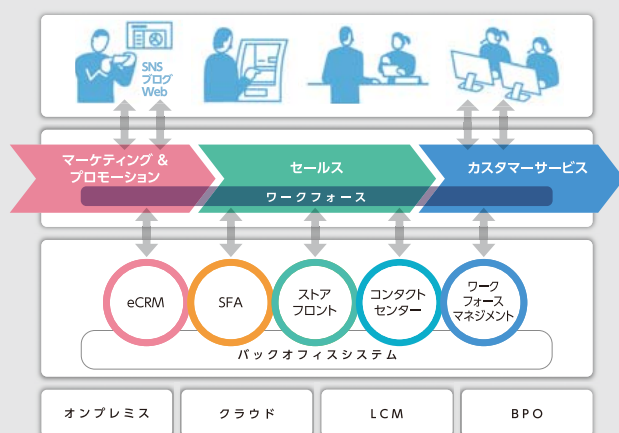 SNS
ブログ
Web
マーケティング &
プロモーション
セールス
カスタマーサービス
ワークフォース
eCRM
SFA
ストア
フロント
コンタクト
センター
ワーク
フォース
マネジメント
バックオフィスシステム
オンプレミス
クラウド
LCM
BPO